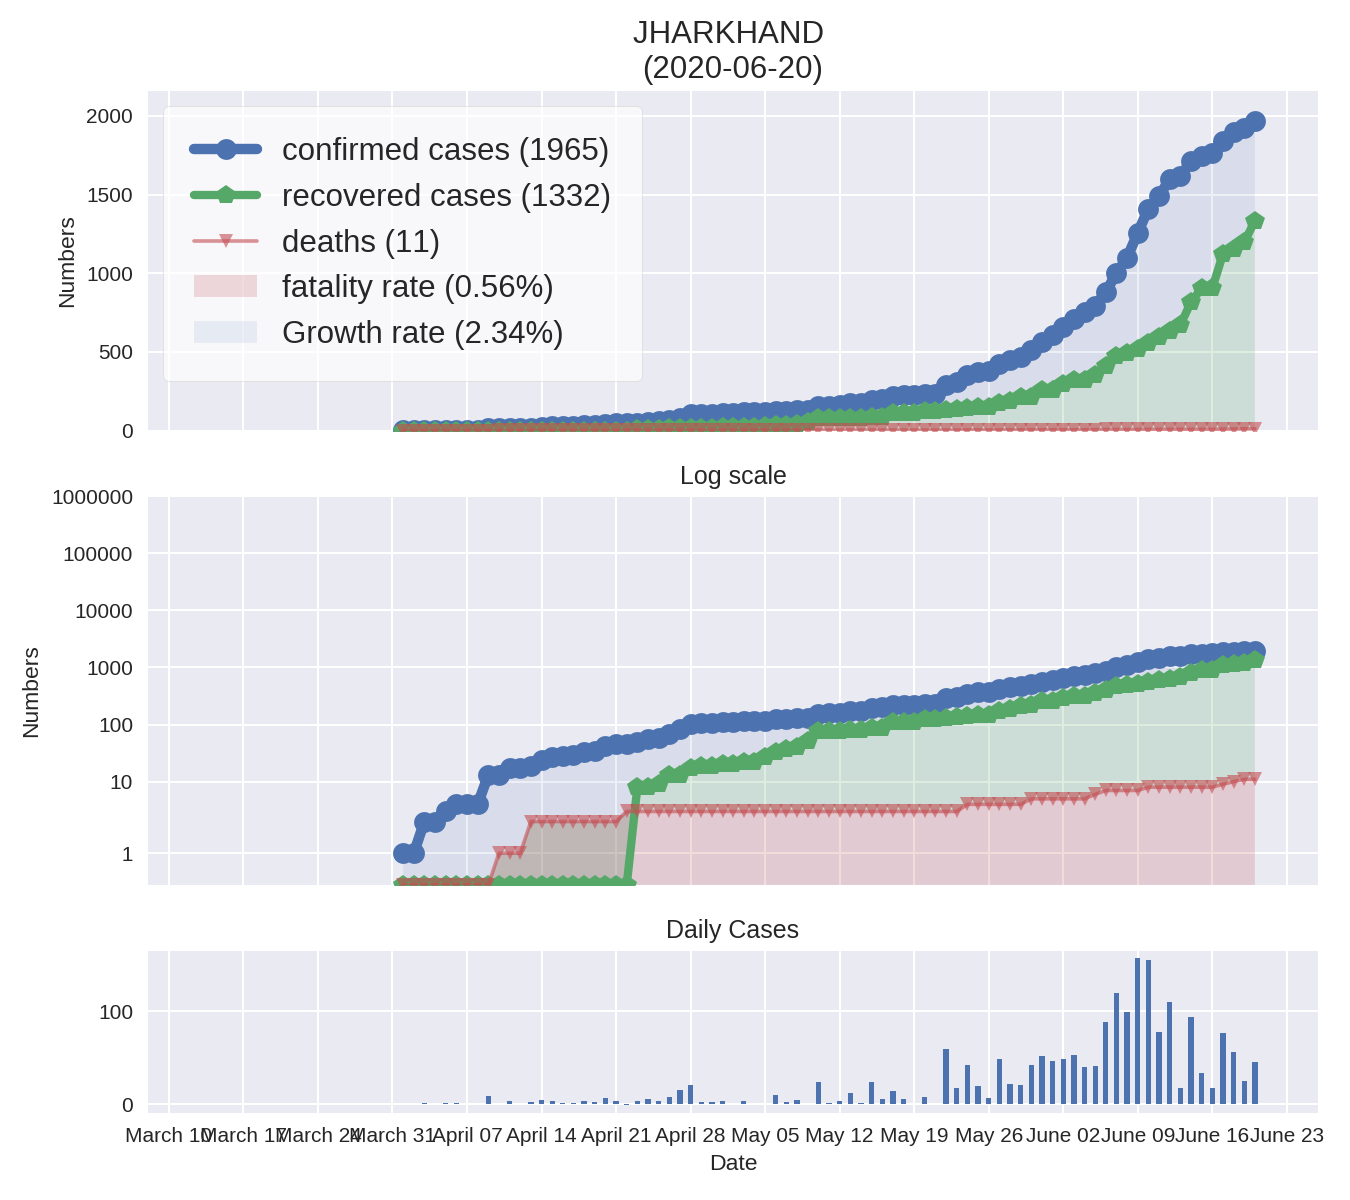 JHARKHAND
(2020-06-20)
2000
1500
1000
500
0
Numbers
confirmed cases (1965)
recovered cases (1332)
deaths (11)
fatality rate (0.56%)
Growth rate (2.34%)
Log scale
1000000
100000
10000
1000
100
10
1
Numbers
Daily Cases
100
0
March 10 March 17 March 24 March 31 April 07 April 14 April 21 April 28 May 05 May 12 May 19 May 26 June 02 June 09 June 16 June 23
Date